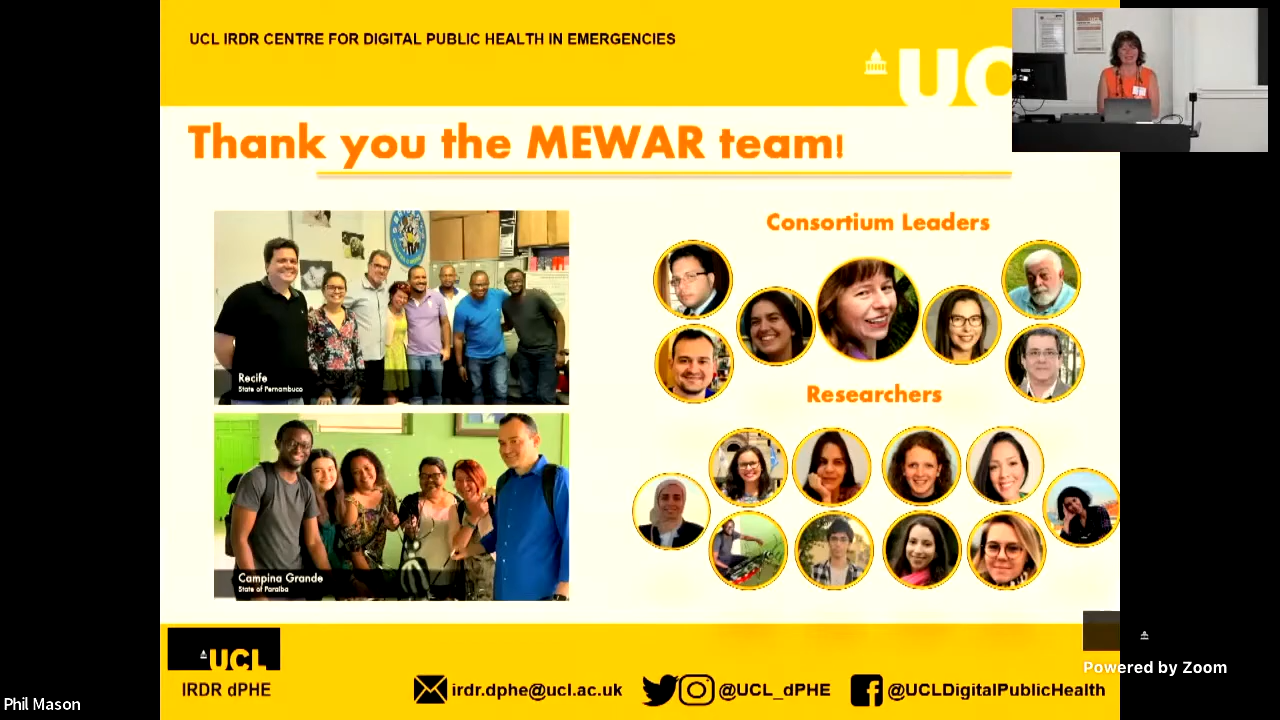 UCL IRDR CENTRE FOR DIGITAL PUBLIC HEALTH IN EMERGENCIES
UC
Thank you the MEWAR team!
Consortium Leaders
Recife
State of Pernambuco
Researchers
Campina Grande
State of Paraíba
UCL
IRDR dPHE
irdr.dphe@ucl.ac.uk
@UCL_dPHE
@UCLDigitalPublicHealth
Powered by Zoom
Phil Mason